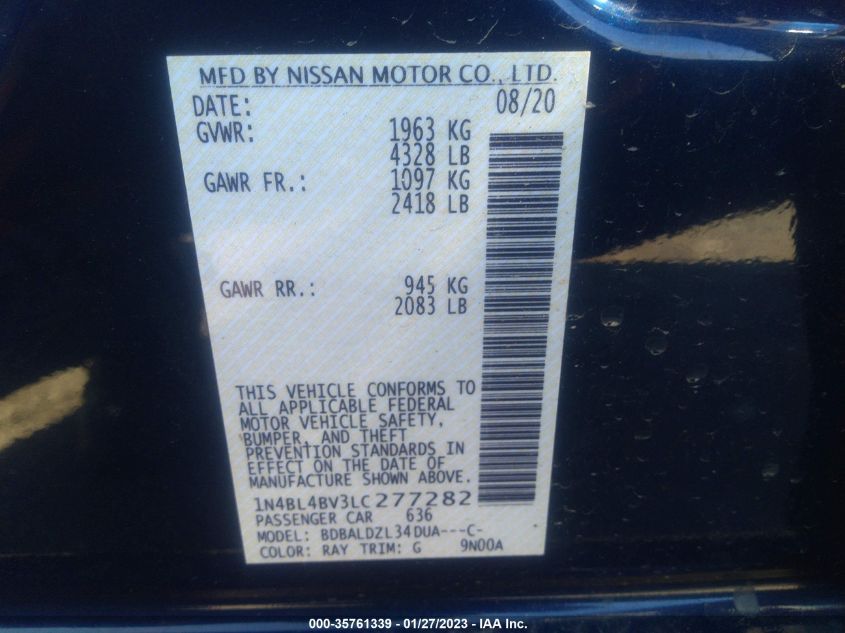 MFD BY NISSAN MOTOR CO., LTD.
DATE: 08/20
GVWR: 1963 KG
4328 LB
GAWR FR.: 1097 KG
2418 LB
GAWR RR.: 945 KG
2083 LB
THIS VEHICLE CONFORMS TO
ALL APPLICABLE FEDERAL
MOTOR VEHICLE SAFETY,
BUMPER, AND THEFT
PREVENTION STANDARDS IN
EFFECT ON THE DATE OF
MANUFACTURE SHOWN ABOVE.
1N4BL4BV3LC277282
PASSENGER CAR 636
MODEL: BDBALDZL34DUA---C-
COLOR: RAY TRIM: G 9N00A
000-35761339 - 01/27/2023 - IAA Inc.